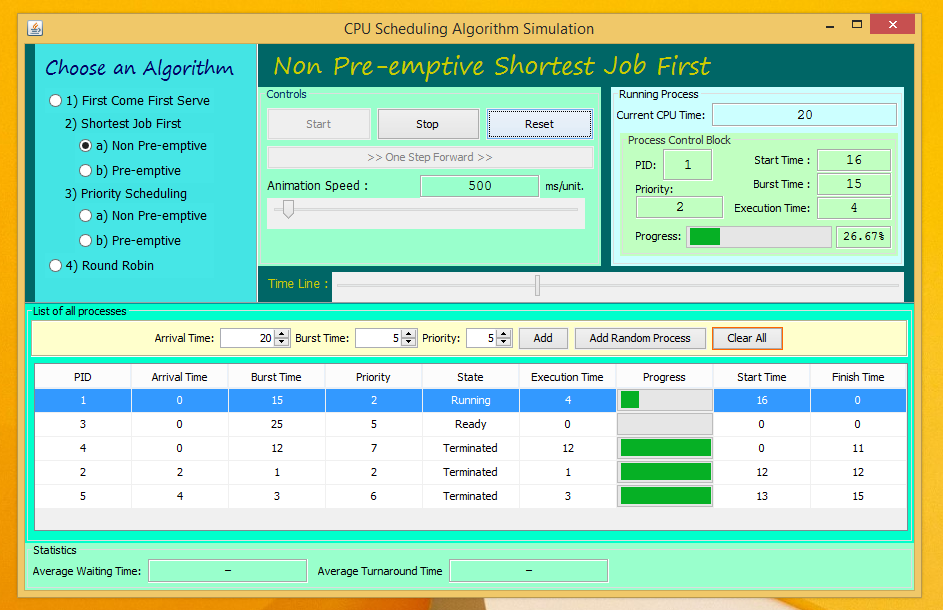 CPU Scheduling Algorithm Simulation
Choose an Algorithm
1) First Come First Serve
2) Shortest Job First
a) Non Pre-emptive
b) Pre-emptive
3) Priority Scheduling
a) Non Pre-emptive
b) Pre-emptive
4) Round Robin
Non Pre-emptive Shortest Job First
Controls
Start Stop Reset
>> One Step Forward >>
Animation Speed : 500 ms/unit.
Running Process
Current CPU Time: 20
Process Control Block
PID: 1
Priority:
2
Start Time : 16
Burst Time : 15
Execution Time: 4
Progress: 26.67%
Time Line :
List of all processes
Arrival Time: 20 Burst Time: 5 Priority: 5 Add Add Random Process Clear All
PID Arrival Time Burst Time Priority State Execution Time Progress Start Time Finish Time
1 0 15 2 Running 4 16 0
3 0 25 5 Ready 0 0 0
4 0 12 7 Terminated 12 0 11
2 2 1 2 Terminated 1 12 12
5 4 3 6 Terminated 3 13 15
Statistics
Average Waiting Time: – Average Turnaround Time –